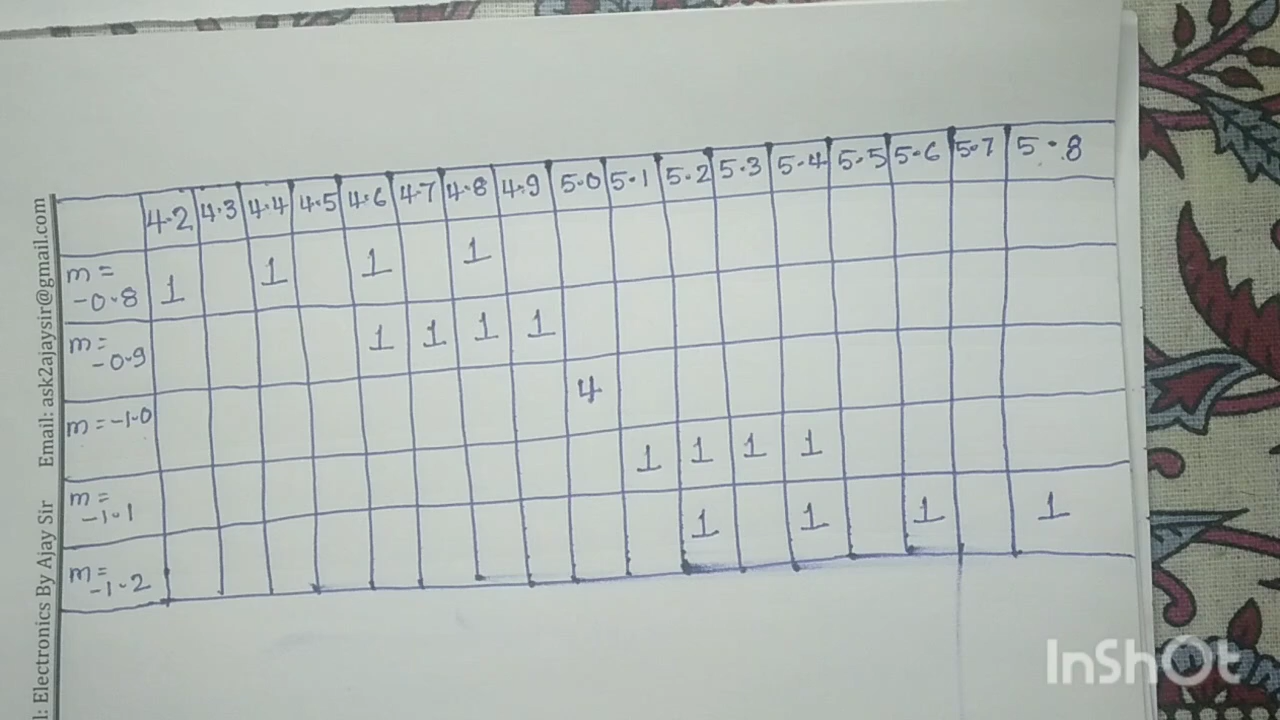 4.2 4.3 4.4 4.5 4.6 4.7 4.8 4.9 5.0 5.1 5.2 5.3 5.4 5.5 5.6 5.7 5.8
m = -0.8 1 1 1 1
m = -0.9 1 1 1 1
m = -1.0 4
m = -1.1 1 1 1 1
m = -1.2 1 1 1 1
l: Electronics By Ajay Sir Email: ask2ajaysir@gmail.com
InShOt